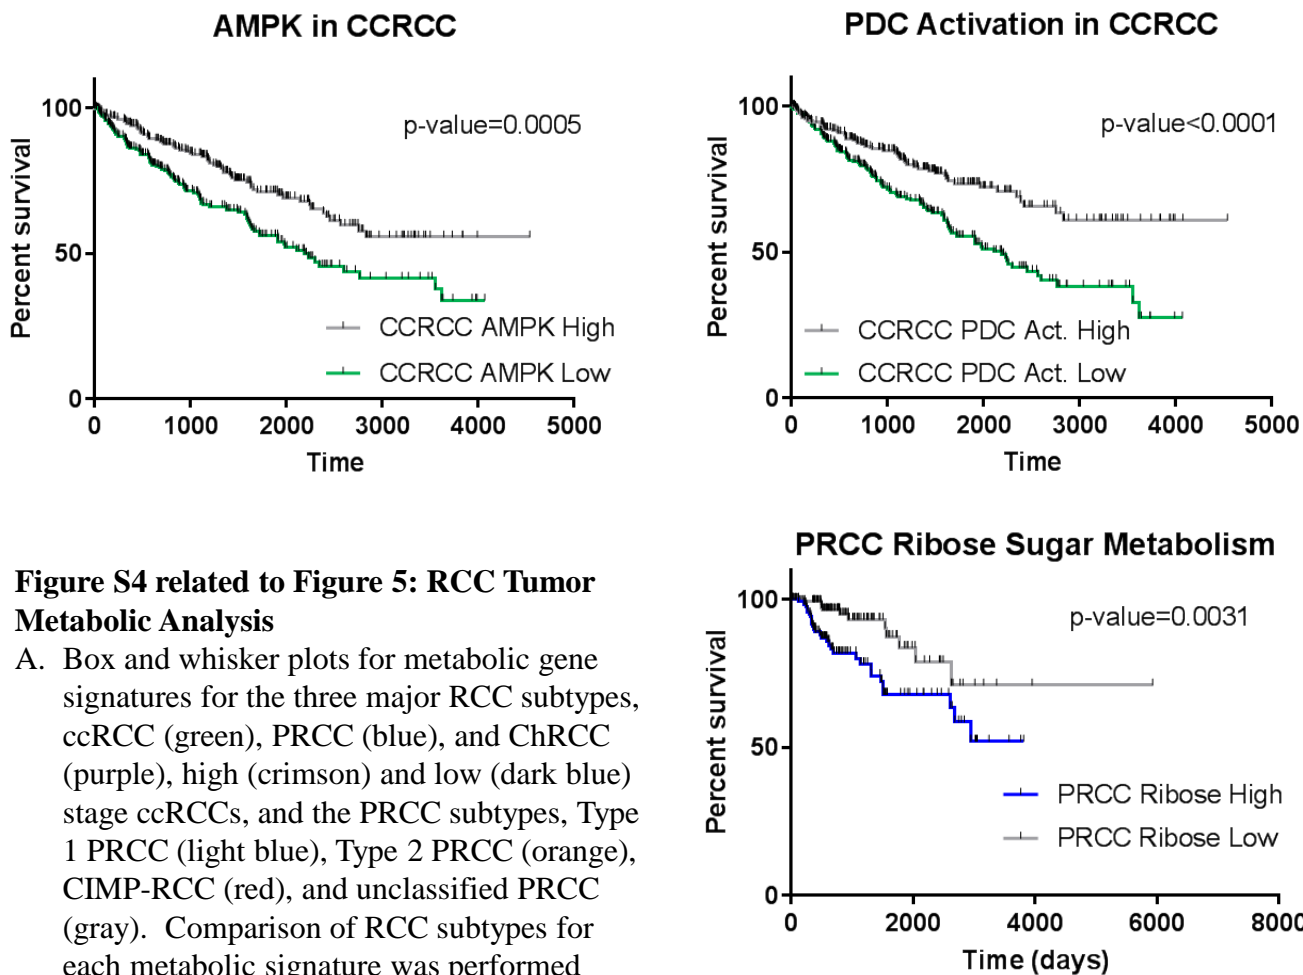 AMPK in CCRCC
Percent survival
100
50
0
p-value=0.0005
CCRCC AMPK High
CCRCC AMPK Low
0 1000 2000 3000 4000 5000
Time
PDC Activation in CCRCC
Percent survival
100
50
0
p-value<0.0001
CCRCC PDC Act. High
CCRCC PDC Act. Low
0 1000 2000 3000 4000 5000
Time
Figure S4 related to Figure 5: RCC Tumor
Metabolic Analysis
A. Box and whisker plots for metabolic gene
signatures for the three major RCC subtypes,
ccRCC (green), PRCC (blue), and ChRCC
(purple), high (crimson) and low (dark blue)
stage ccRCCs, and the PRCC subtypes, Type
1 PRCC (light blue), Type 2 PRCC (orange),
CIMP-RCC (red), and unclassified PRCC
(gray). Comparison of RCC subtypes for
each metabolic signature was performed
PRCC Ribose Sugar Metabolism
Percent survival
100
50
0
p-value=0.0031
PRCC Ribose High
PRCC Ribose Low
0 2000 4000 6000 8000
Time (days)